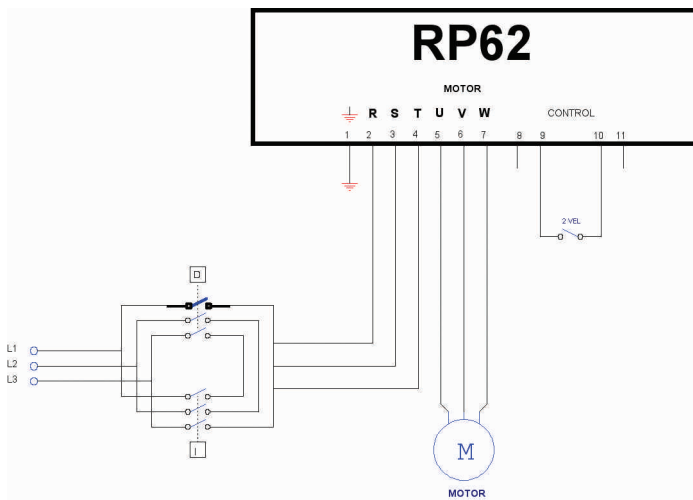 RP62
MOTOR
R S T U V W
CONTROL
1 2 3 4 5 6 7 8 9 10 11
2 VEL
D
L1
L2
L3
I
M
MOTOR